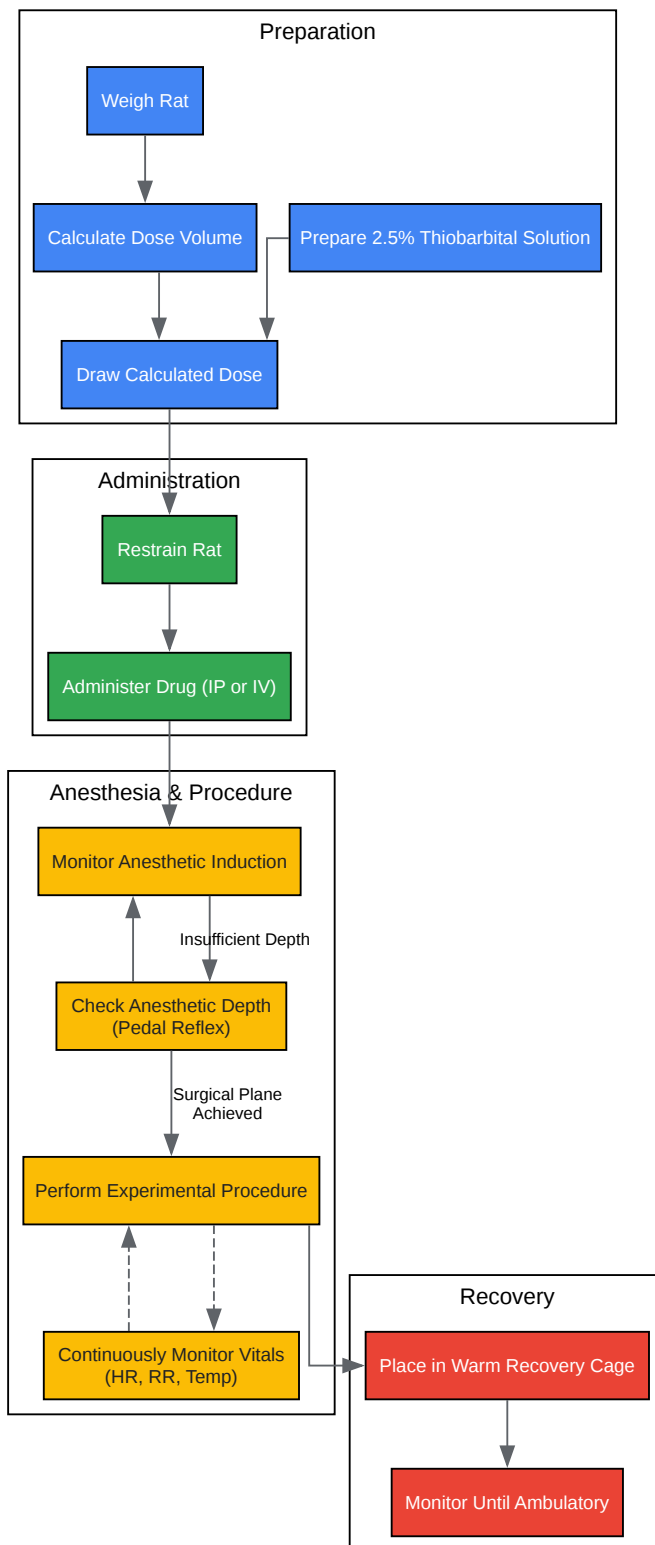 Preparation
Weigh Rat
Calculate Dose Volume
Prepare 2.5% Thiobarbital Solution
Draw Calculated Dose
Administration
Restrain Rat
Administer Drug (IP or IV)
Anesthesia & Procedure
Monitor Anesthetic Induction
Insufficient Depth
Check Anesthetic Depth
(Pedal Reflex)
Surgical Plane
Achieved
Perform Experimental Procedure
Continuously Monitor Vitals
(HR, RR, Temp)
Recovery
Place in Warm Recovery Cage
Monitor Until Ambulatory